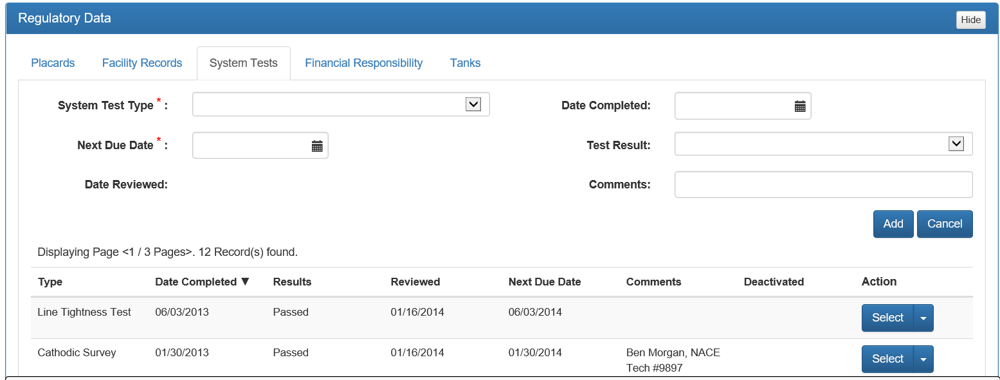 Regulatory Data
Hide
Placards Facility Records System Tests Financial Responsibility Tanks
System Test Type * : Date Completed:
Next Due Date * : Test Result:
Date Reviewed: Comments:
Add Cancel
Displaying Page <1 / 3 Pages>. 12 Record(s) found.
Type Date Completed ▼ Results Reviewed Next Due Date Comments Deactivated Action
Line Tightness Test 06/03/2013 Passed 01/16/2014 06/03/2014 Select
Cathodic Survey 01/30/2013 Passed 01/16/2014 01/30/2014 Ben Morgan, NACE Select
Tech #9897